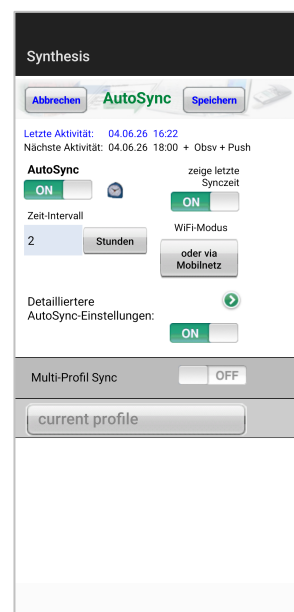 Synthesis
Abbrechen AutoSync Speichern
Letzte Aktivität: 04.06.26 16:22
Nächste Aktivität: 04.06.26 18:00 + Obsv + Push
AutoSync
ON
zeige letzte
Synczeit
ON
Zeit-Intervall
2 Stunden
WiFi-Modus
oder via
Mobilnetz
Detailliertere
AutoSync-Einstellungen:
ON
Multi-Profil Sync OFF
current profile